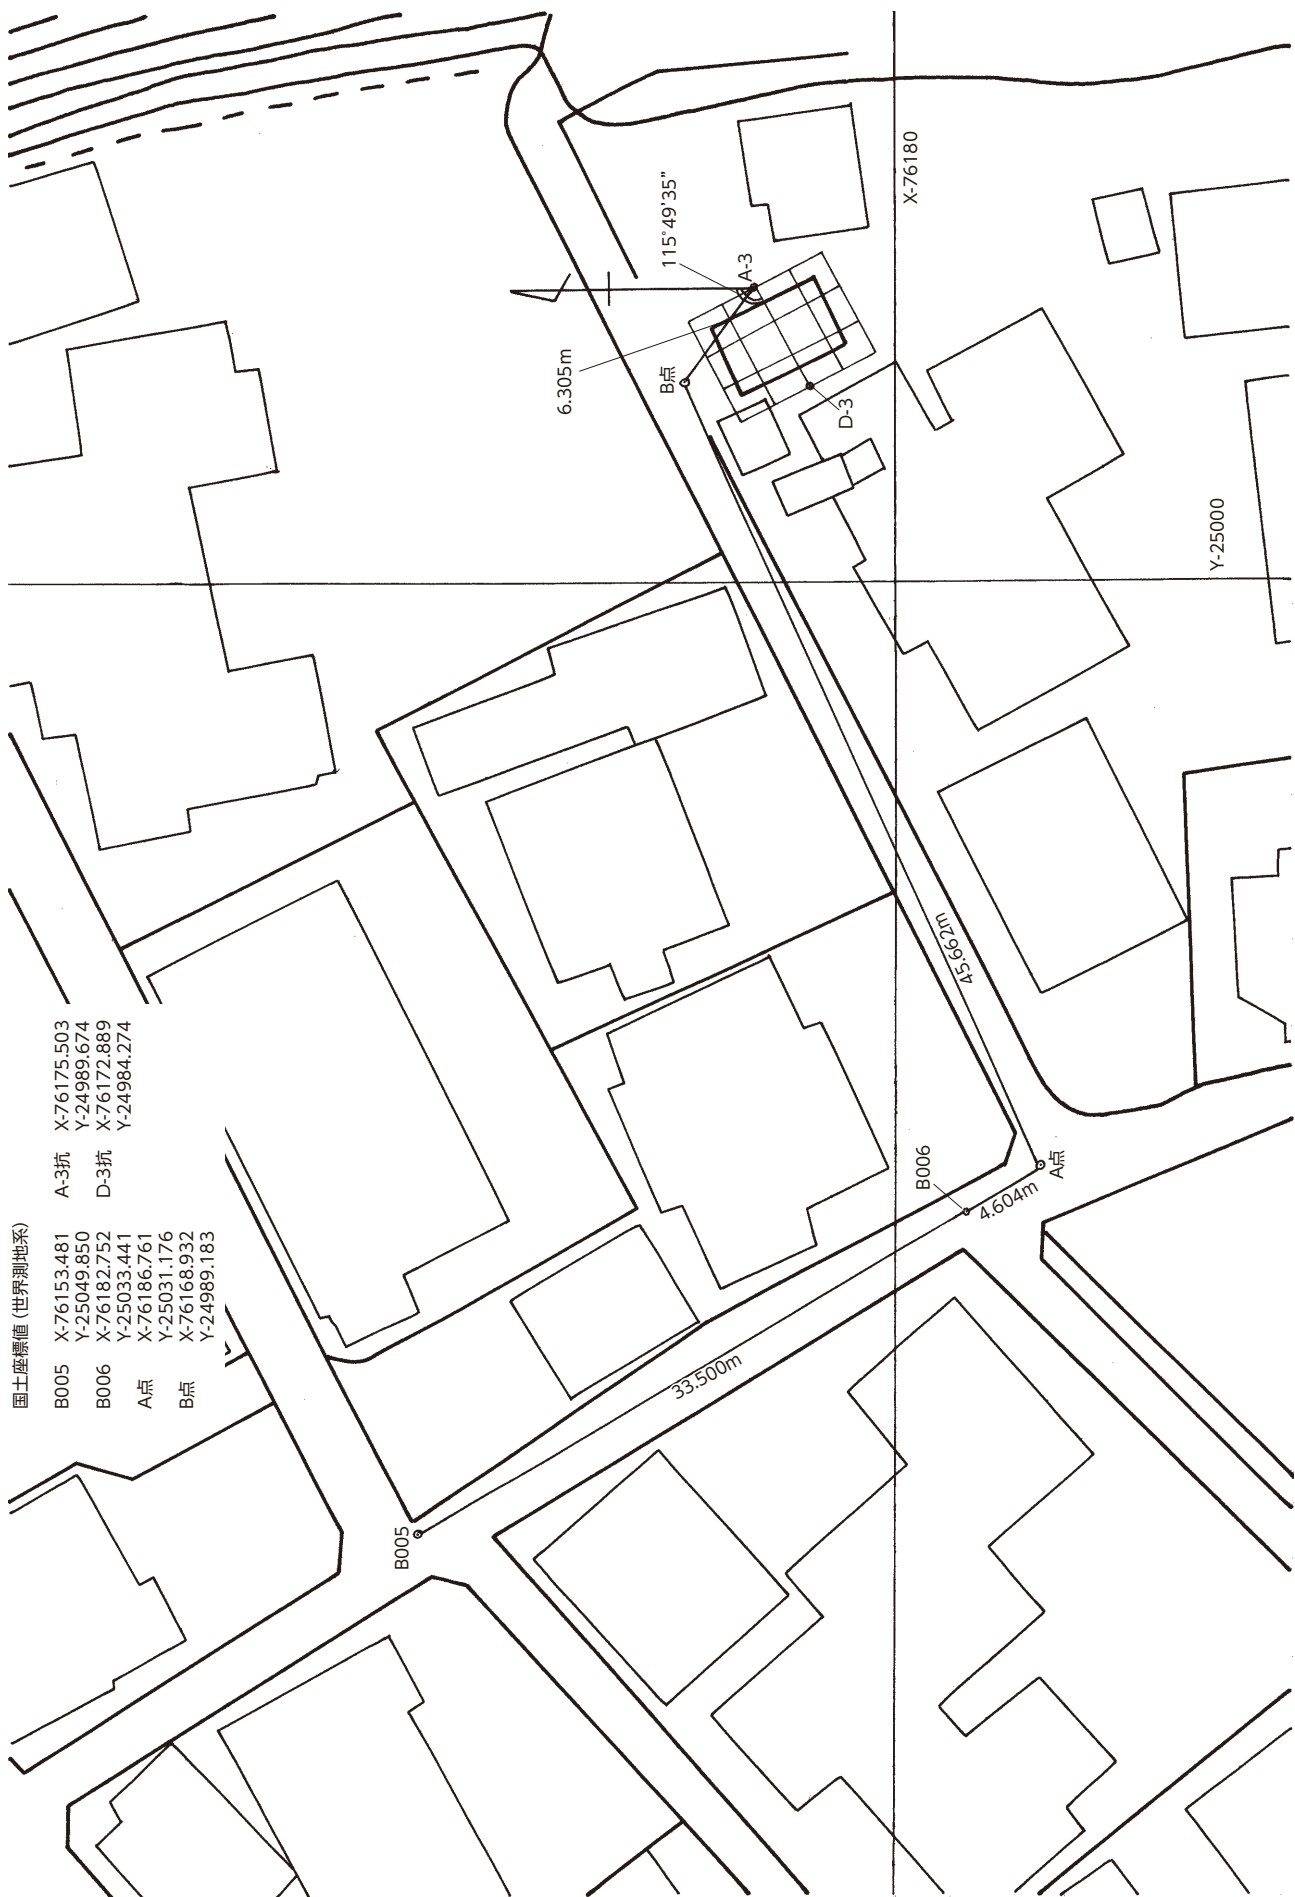 国土座標値 (世界測地系)
B005 X-76153.481
Y-25049.850
B006 X-76182.752
Y-25033.441
A点 X-76186.761
Y-25031.176
B点 X-76168.932
Y-24989.183
A-3抗 X-76175.503
Y-24989.674
D-3抗 X-76172.889
Y-24984.274
B005
33.500m
B006
4.604m
A点
45.662m
Y-25000
B点
6.305m
D-3
115°49’35”
A-3
X-76180